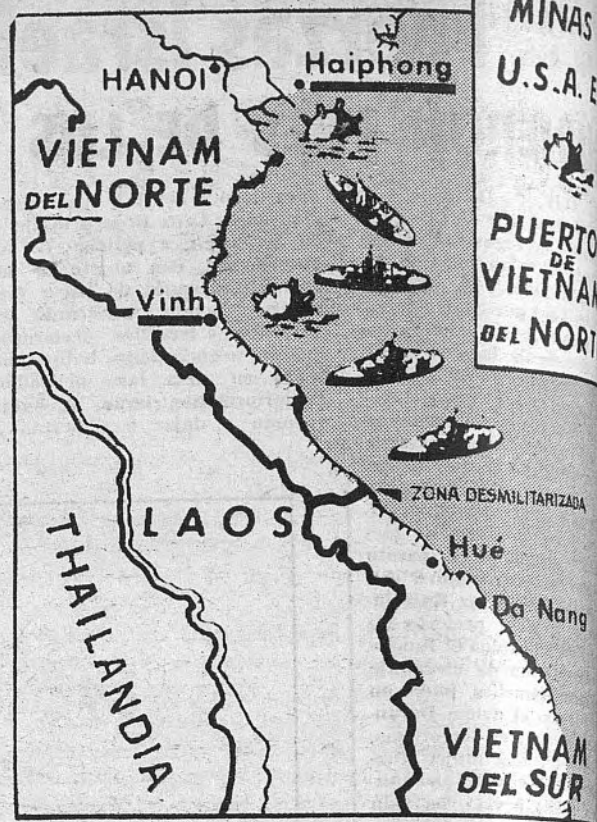 MINAS
U.S.A.
PUERTO
DE
VIETNAM
DEL NORT
HANOI
Haiphong
VIETNAM
DEL NORTE
Vinh
ZONA DESMILITARIZADA
LAOS
Hué
THAILANDIA
Da Nang
VIETNAM
DEL SUR